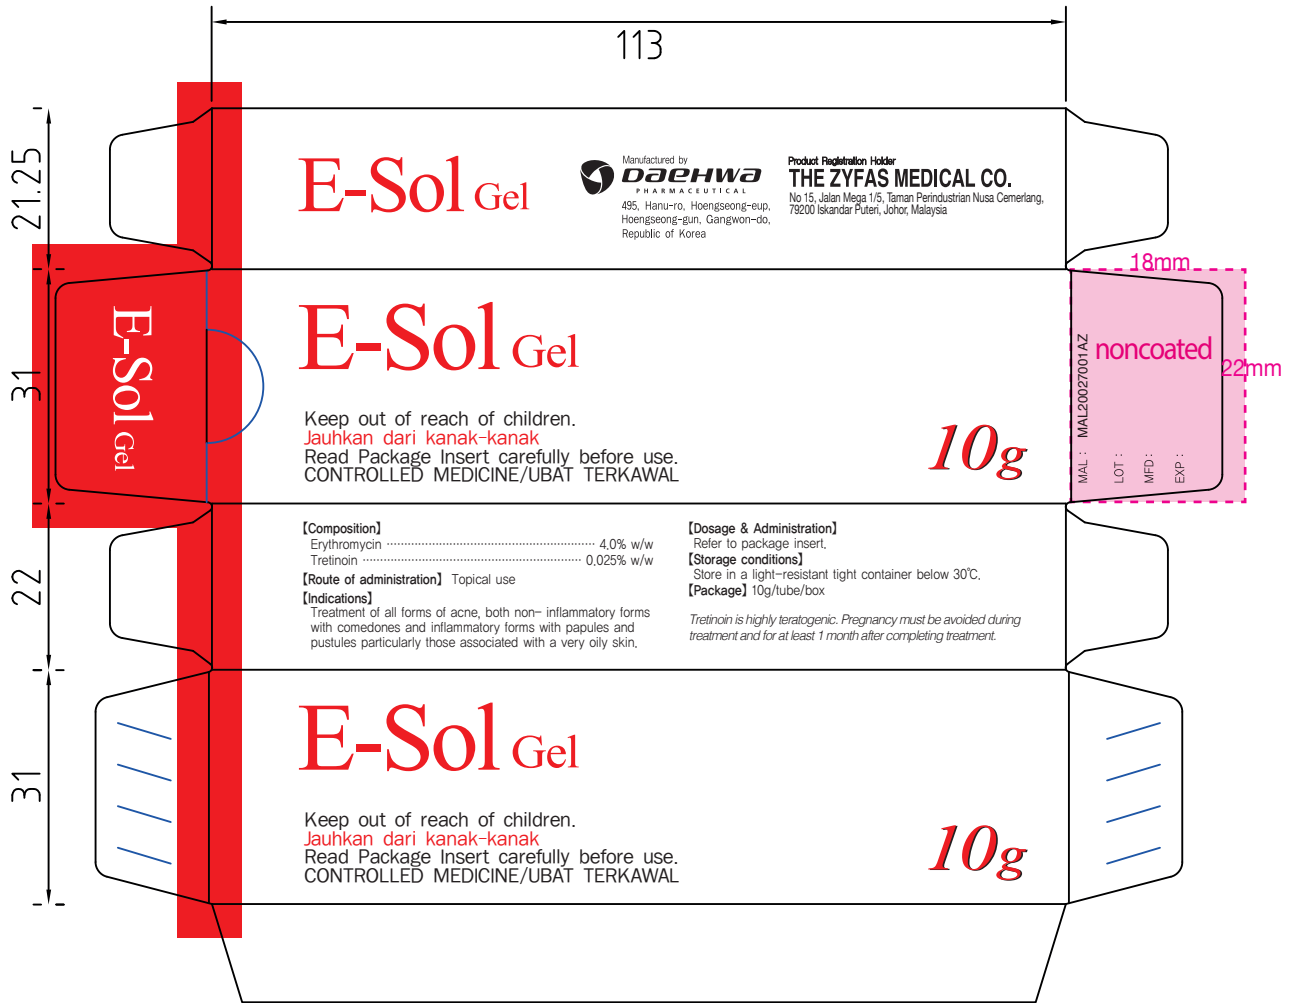 113
21.25
E-Sol Gel
Manufactured by
DAEHWA
PHARMACEUTICAL
495, Hanu-ro, Hoengseong-eup,
Hoengseong-gun, Gangwon-do,
Republic of Korea
Product Registration Holder
THE ZYFAS MEDICAL CO.
No 15, Jalan Mega 1/5, Taman Perindustrian Nusa Cemerlang,
79200 Iskandar Puteri, Johor, Malaysia
31
E-Sol Gel
E-Sol Gel
Keep out of reach of children.
Jauhkan dari kanak-kanak
Read Package Insert carefully before use.
CONTROLLED MEDICINE/UBAT TERKAWAL
10g
18mm
noncoated
22mm
MAL : MAL20027001AZ
LOT :
MFD :
EXP :
22
【Composition】
Erythromycin ······················································ 4.0% w/w
Tretinoin ························································· 0.025% w/w
【Route of administration】 Topical use
【Indications】
Treatment of all forms of acne, both non- inflammatory forms
with comedones and inflammatory forms with papules and
pustules particularly those associated with a very oily skin.
【Dosage & Administration】
Refer to package insert.
【Storage conditions】
Store in a light-resistant tight container below 30℃.
【Package】 10g/tube/box
Tretinoin is highly teratogenic. Pregnancy must be avoided during
treatment and for at least 1 month after completing treatment.
31
E-Sol Gel
Keep out of reach of children.
Jauhkan dari kanak-kanak
Read Package Insert carefully before use.
CONTROLLED MEDICINE/UBAT TERKAWAL
10g